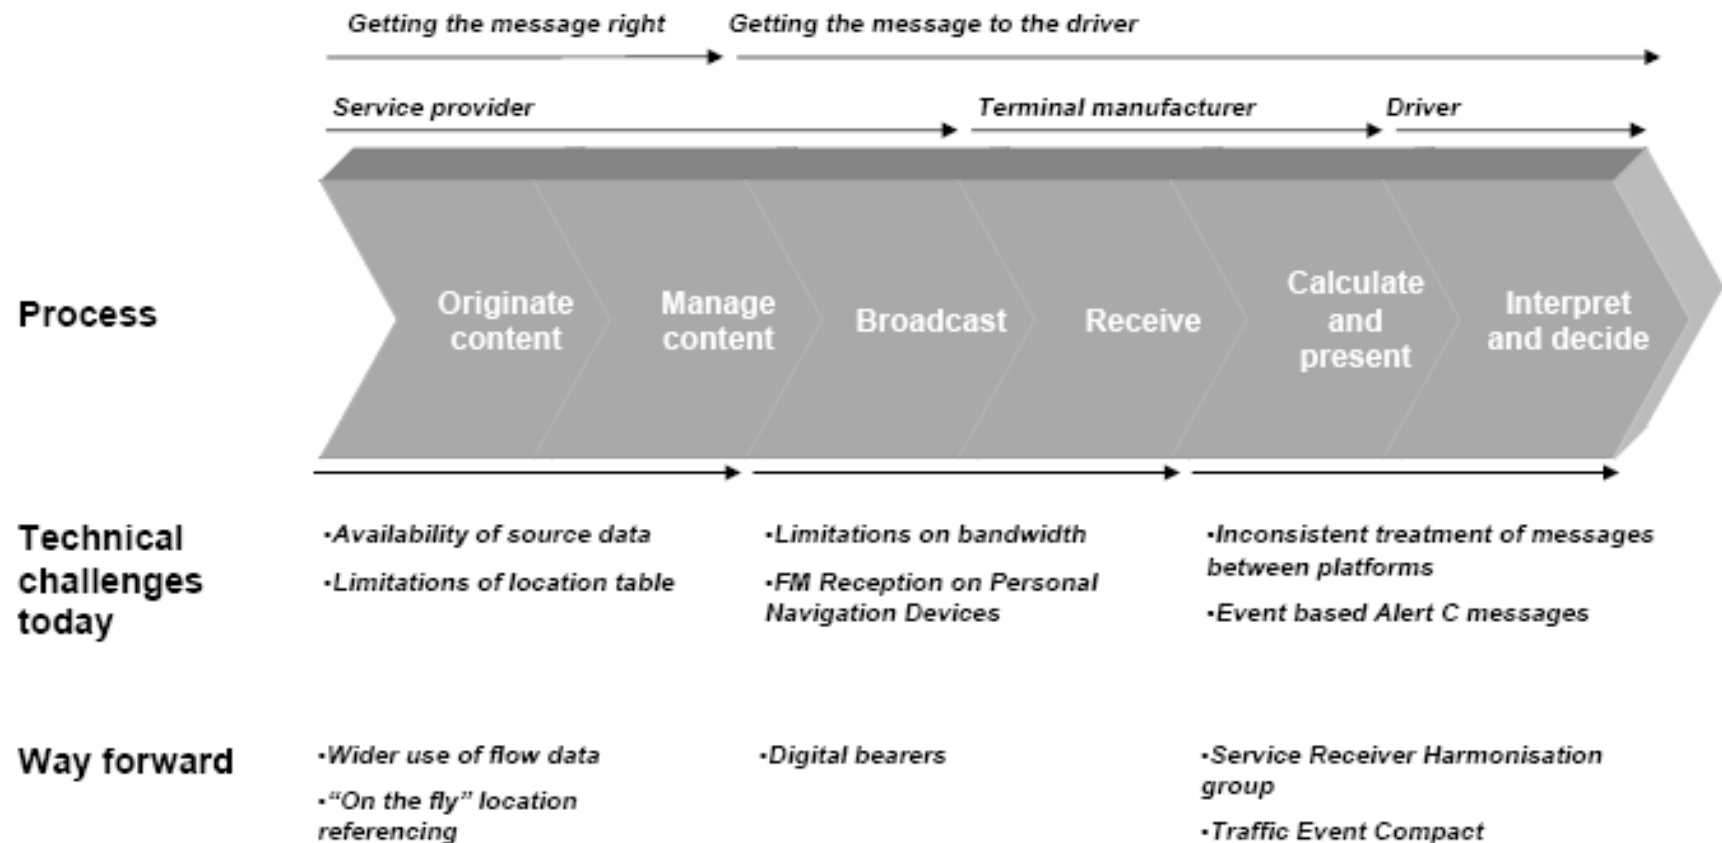 Getting the message right
Getting the message to the driver
Service provider
Terminal manufacturer
Driver
Process
Originate
content
Manage
content
Broadcast
Receive
Calculate
and
present
Interpret
and decide
Technical
challenges
today
•Availability of source data
•Limitations of location table
•Limitations on bandwidth
•FM Reception on Personal
Navigation Devices
•Inconsistent treatment of messages
between platforms
•Event based Alert C messages
Way forward
•Wider use of flow data
•“On the fly” location
referencing
•Digital bearers
•Service Receiver Harmonisation
group
•Traffic Event Compact